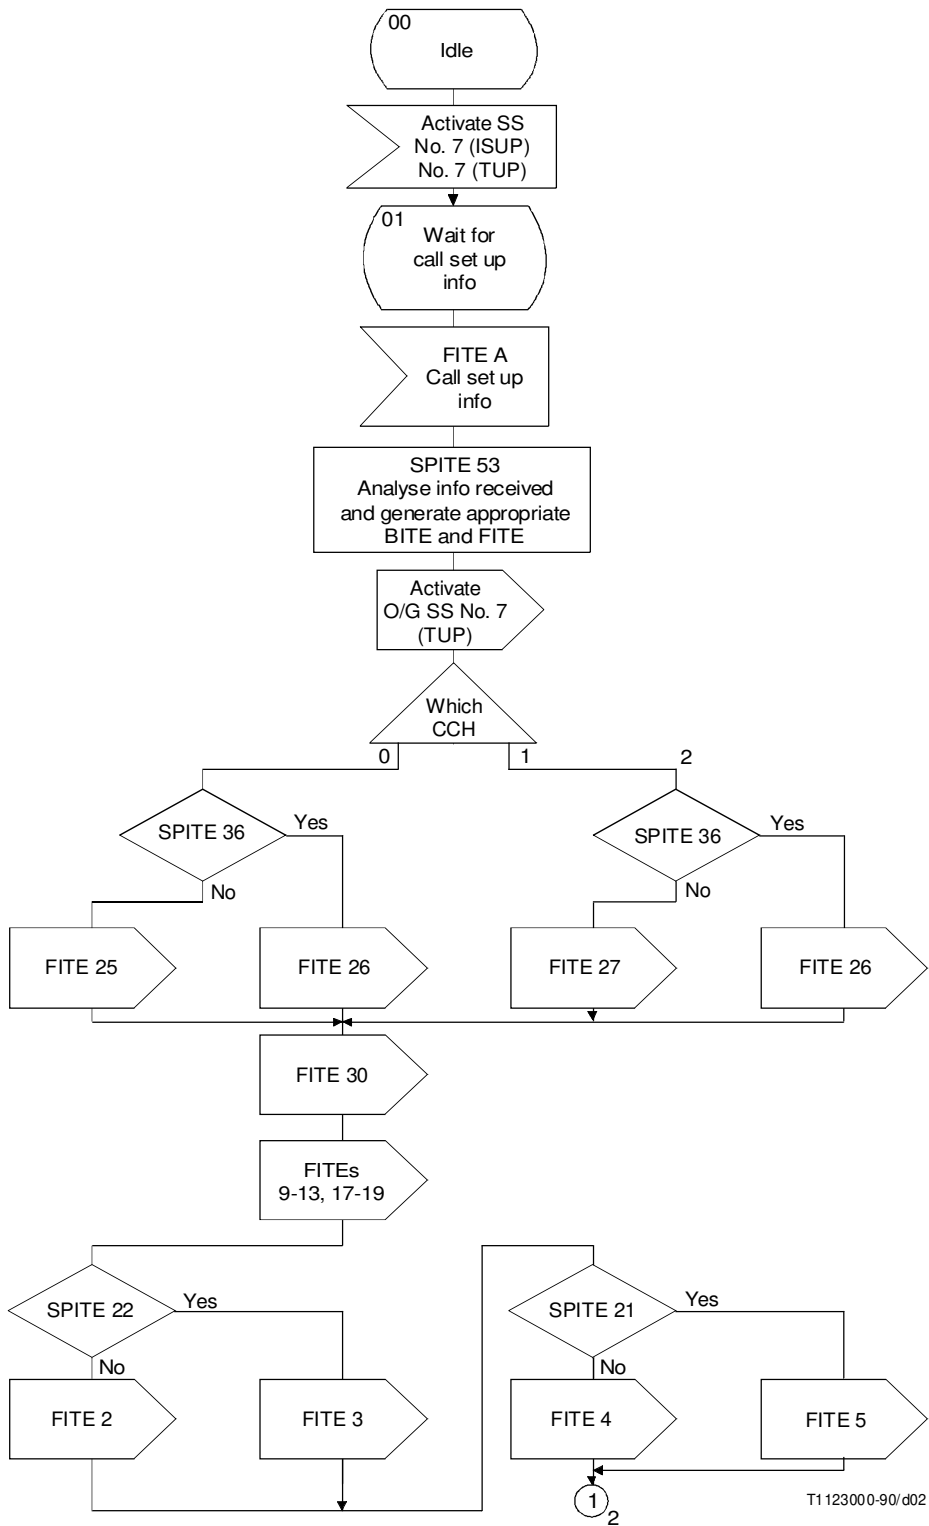 00
Idle
Activate SS
No. 7 (ISUP)
No. 7 (TUP)
01
Wait for
call set up
info
FITE A
Call set up
info
SPITE 53
Analyse info received
and generate appropriate
BITE and FITE
Activate
O/G SS No. 7
(TUP)
Which
CCH
0
1
2
SPITE 36
Yes
No
SPITE 36
Yes
No
FITE 25
FITE 26
FITE 27
FITE 26
FITE 30
FITEs
9-13, 17-19
SPITE 22
Yes
No
SPITE 21
Yes
No
FITE 2
FITE 3
FITE 4
FITE 5
1
2
T1123000-90/d02